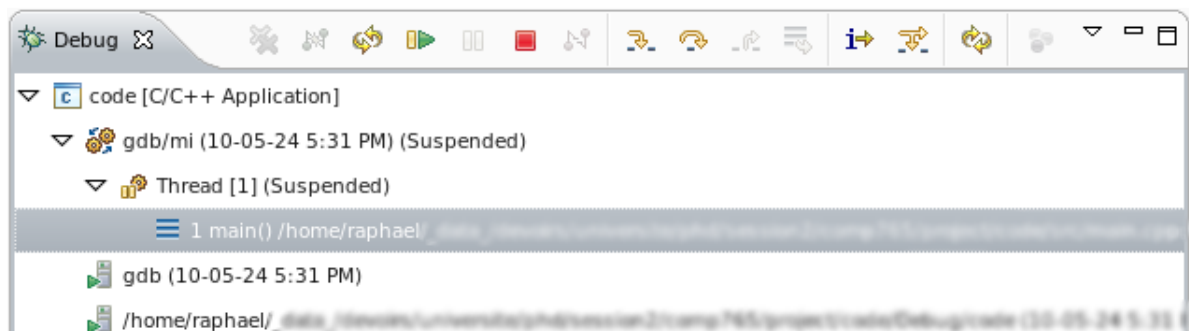 Debug
code [C/C++ Application]
gdb/mi (10-05-24 5:31 PM) (Suspended)
Thread [1] (Suspended)
1 main() /home/raphael/
gdb (10-05-24 5:31 PM)
/home/raphael/